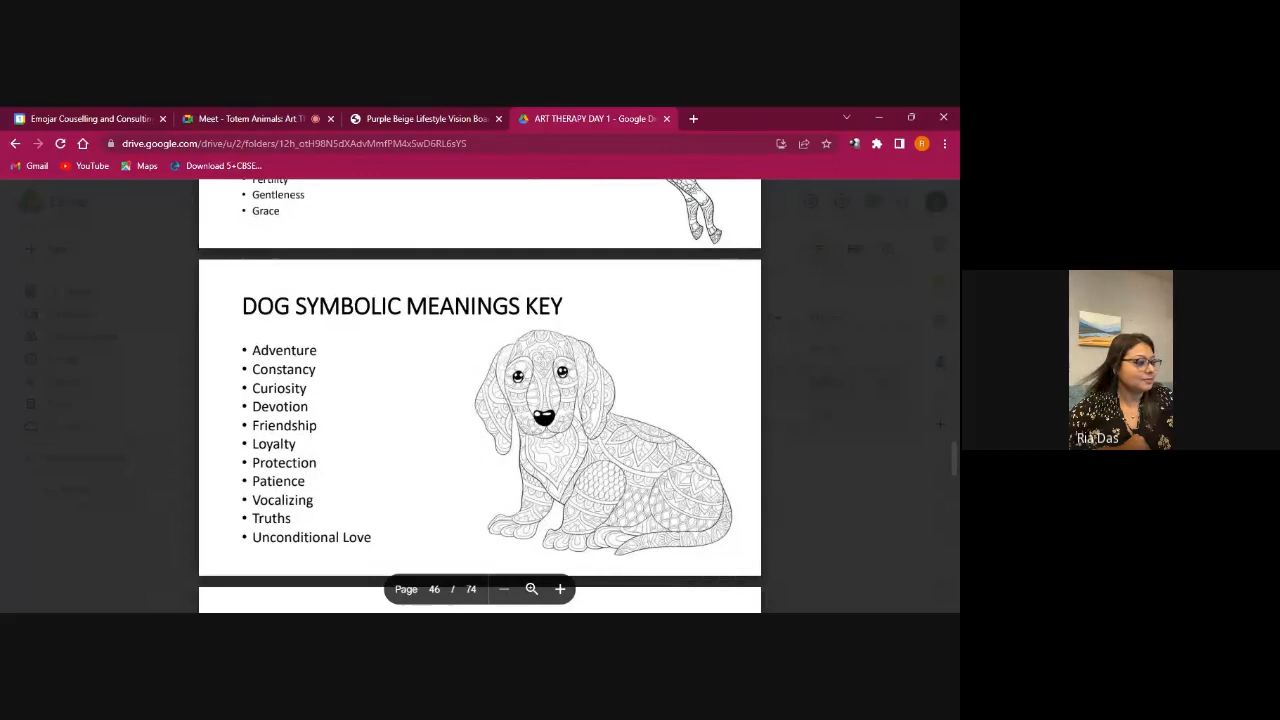 Emojar Couselling and Consultin
Meet - Totem Animals: Art T
Purple Beige Lifestyle Vision Boa
ART THERAPY DAY 1 - Google D
drive.google.com/drive/u/2/folders/
Gmail
YouTube
Maps
Download 5+CBSE...
Fertility
• Gentleness
• Grace
DOG SYMBOLIC MEANINGS KEY
• Adventure
• Constancy
• Curiosity
• Devotion
• Friendship
• Loyalty
• Protection
• Patience
• Vocalizing
• Truths
• Unconditional Love
Page 46 / 74
Ria Das